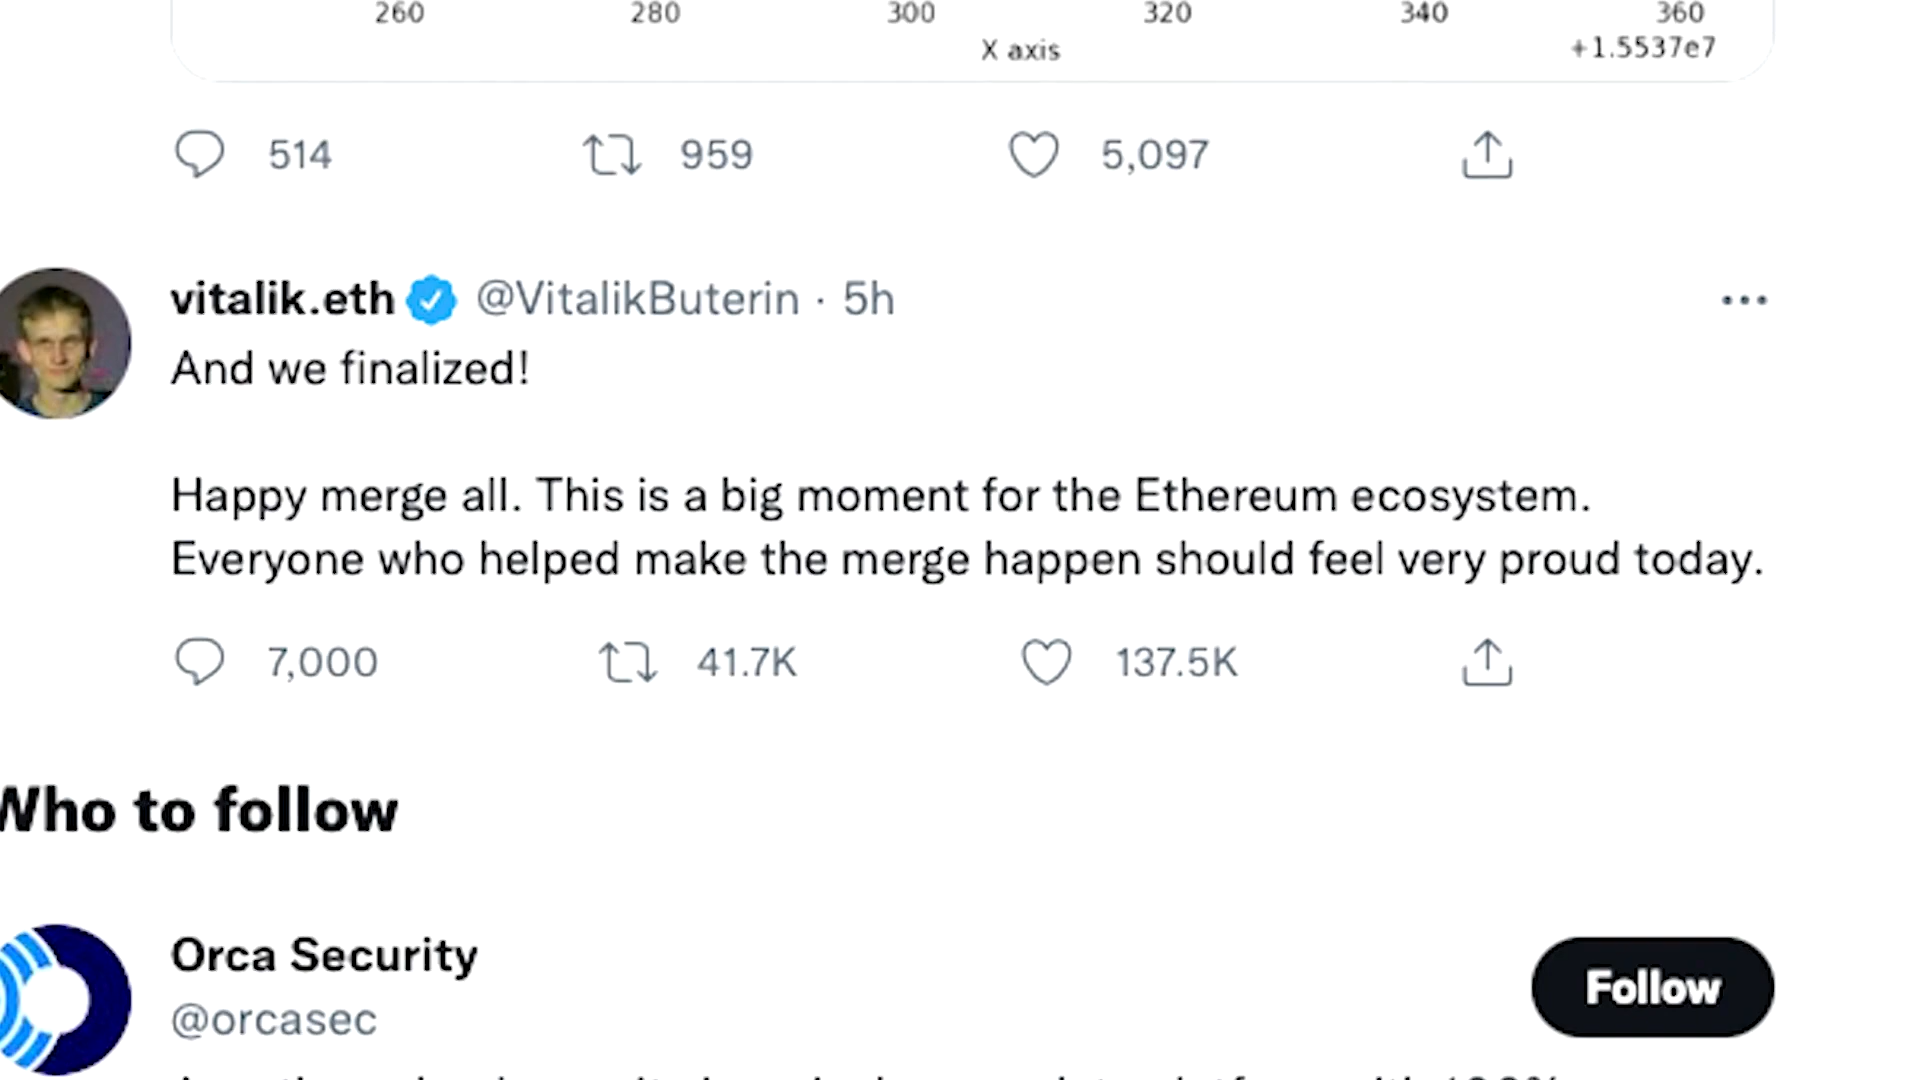 260 280 300 320 340 360
X axis
+1.5537e7
514 959 5,097
vitalik.eth @VitalikButerin · 5h
And we finalized!
Happy merge all. This is a big moment for the Ethereum ecosystem.
Everyone who helped make the merge happen should feel very proud today.
7,000 41.7K 137.5K
Who to follow
Orca Security
Follow
@orcasec